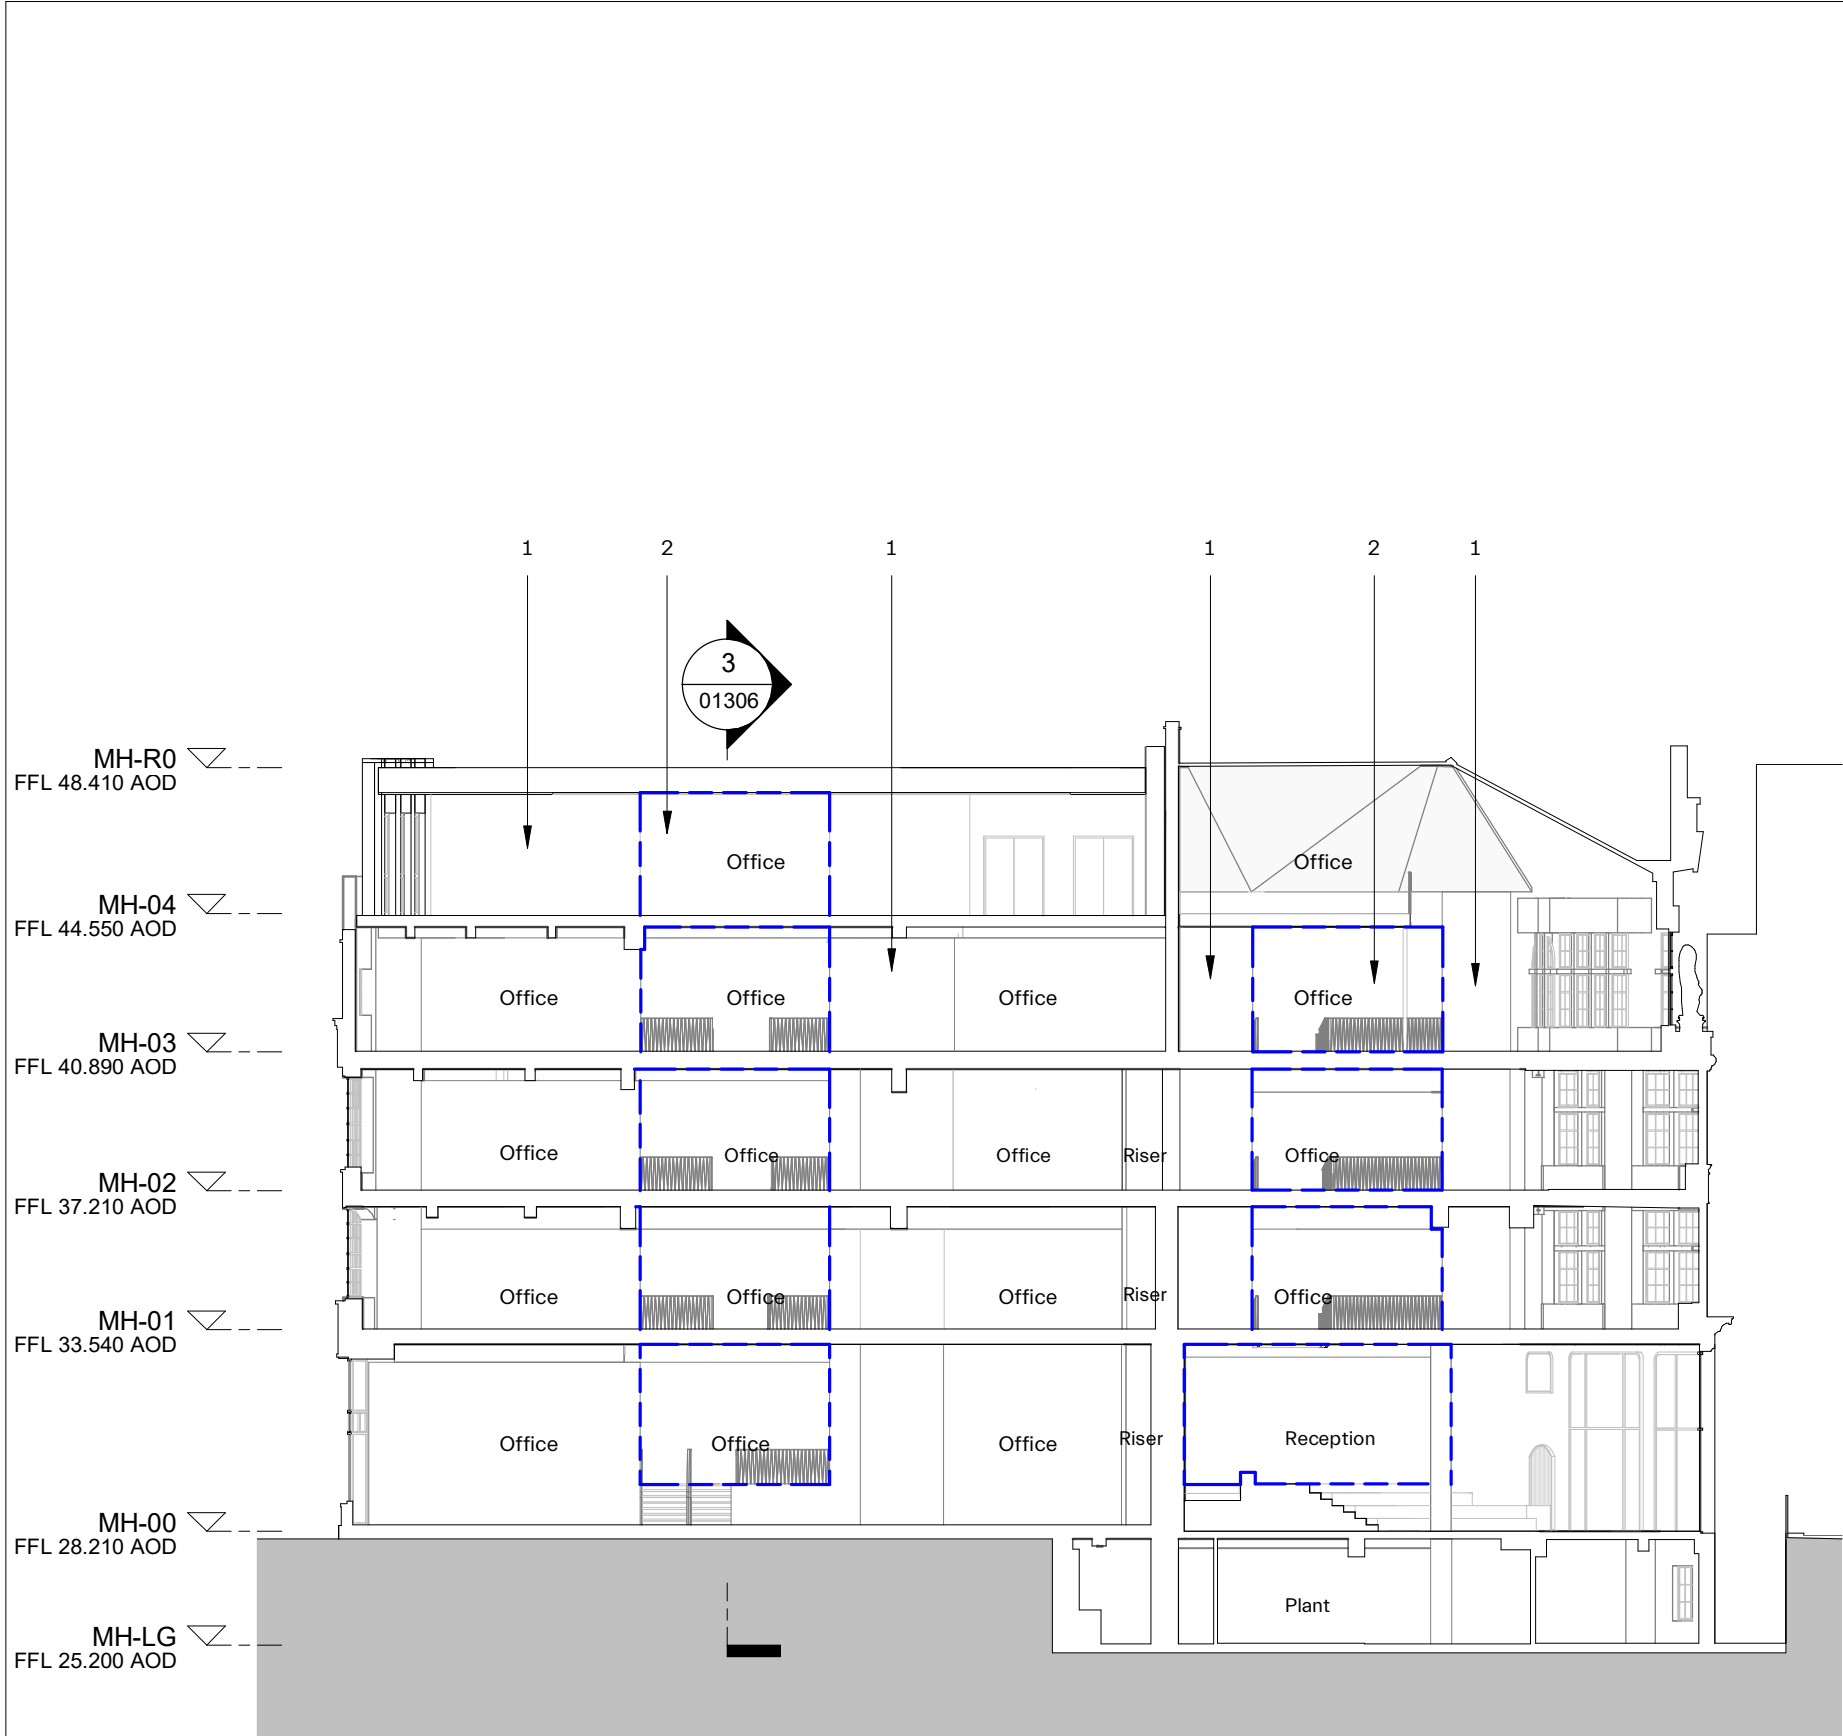 1 2 1 1 2 1
3
01306
MH-R0
FFL 48.410 AOD
Office Office
MH-04
FFL 44.550 AOD
Office Office Office Office
MH-03
FFL 40.890 AOD
Office Office Office Riser Office
MH-02
FFL 37.210 AOD
Office Office Office Riser Office
MH-01
FFL 33.540 AOD
Office Office Office Riser Reception
MH-00
FFL 28.210 AOD
Plant
MH-LG
FFL 25.200 AOD